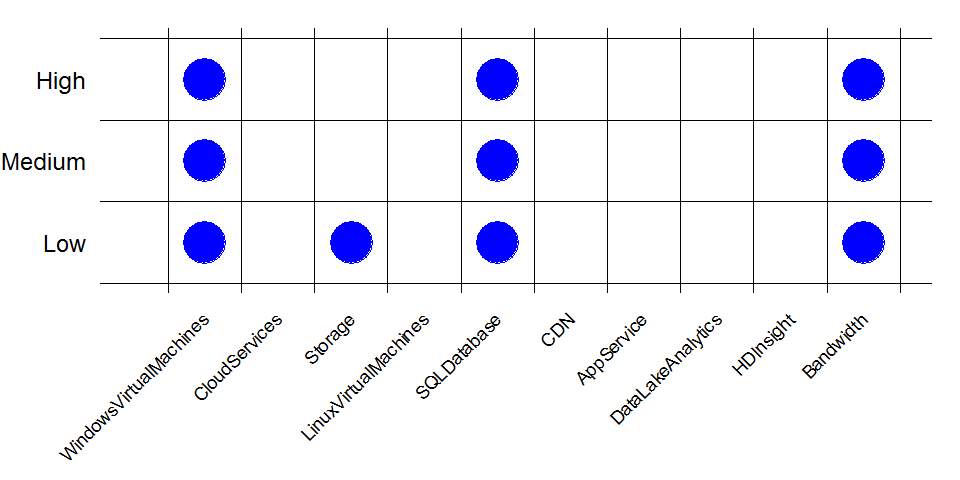 High
Medium
Low
WindowsVirtualMachines
CloudServices
Storage
LinuxVirtualMachines
SQLDatabase
CDN
AppService
DataLakeAnalytics
HDInsight
Bandwidth